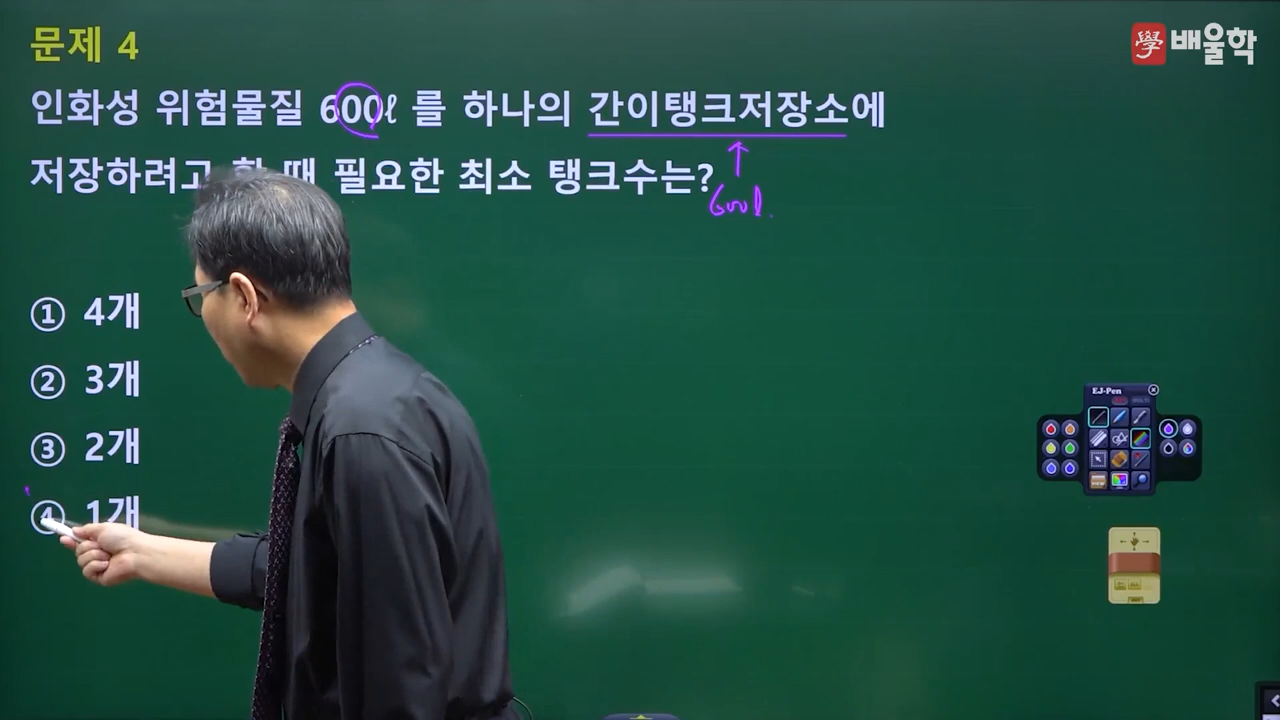 문제 4
學 배울학
인화성 위험물질 600ℓ 를 하나의 간이탱크저장소에
저장하려고 할 때 필요한 최소 탱크수는?
600l.
① 4개
② 3개
③ 2개
④ 1개
EJ-Pen